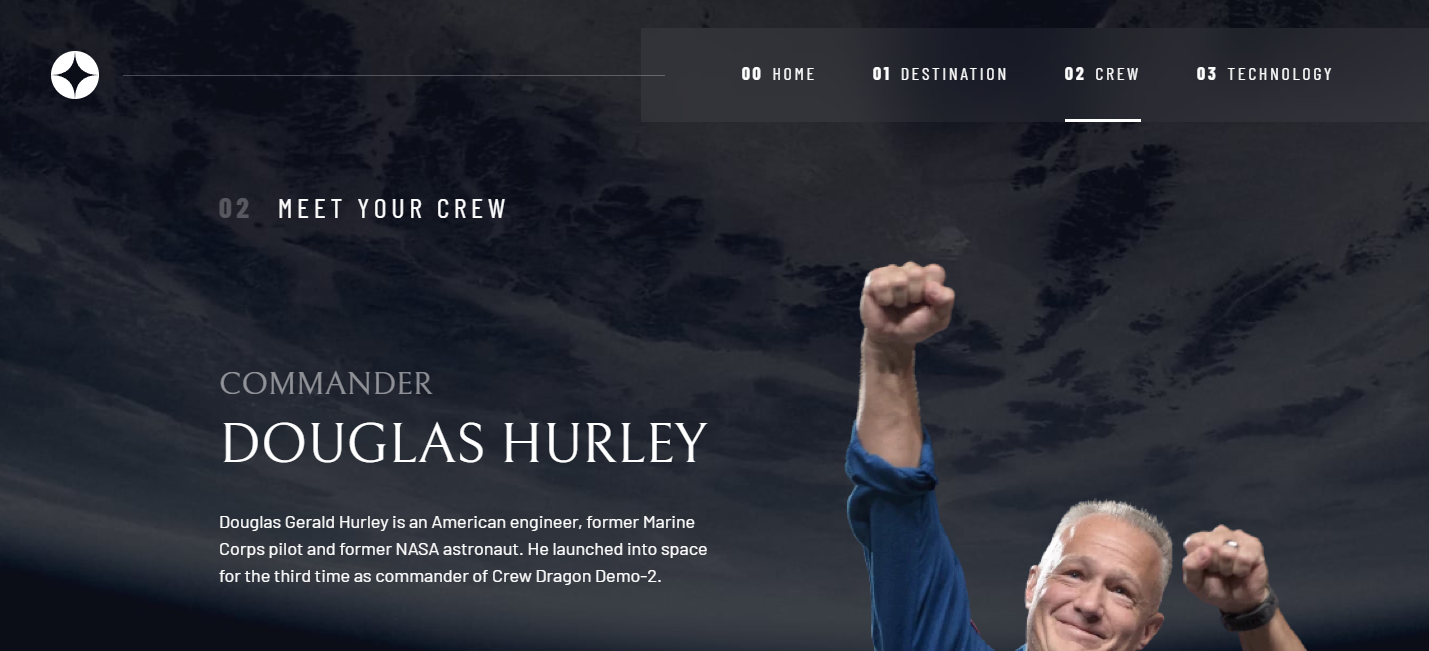 00 HOME 01 DESTINATION 02 CREW 03 TECHNOLOGY
02 MEET YOUR CREW
COMMANDER
DOUGLAS HURLEY
Douglas Gerald Hurley is an American engineer, former Marine
Corps pilot and former NASA astronaut. He launched into space
for the third time as commander of Crew Dragon Demo-2.